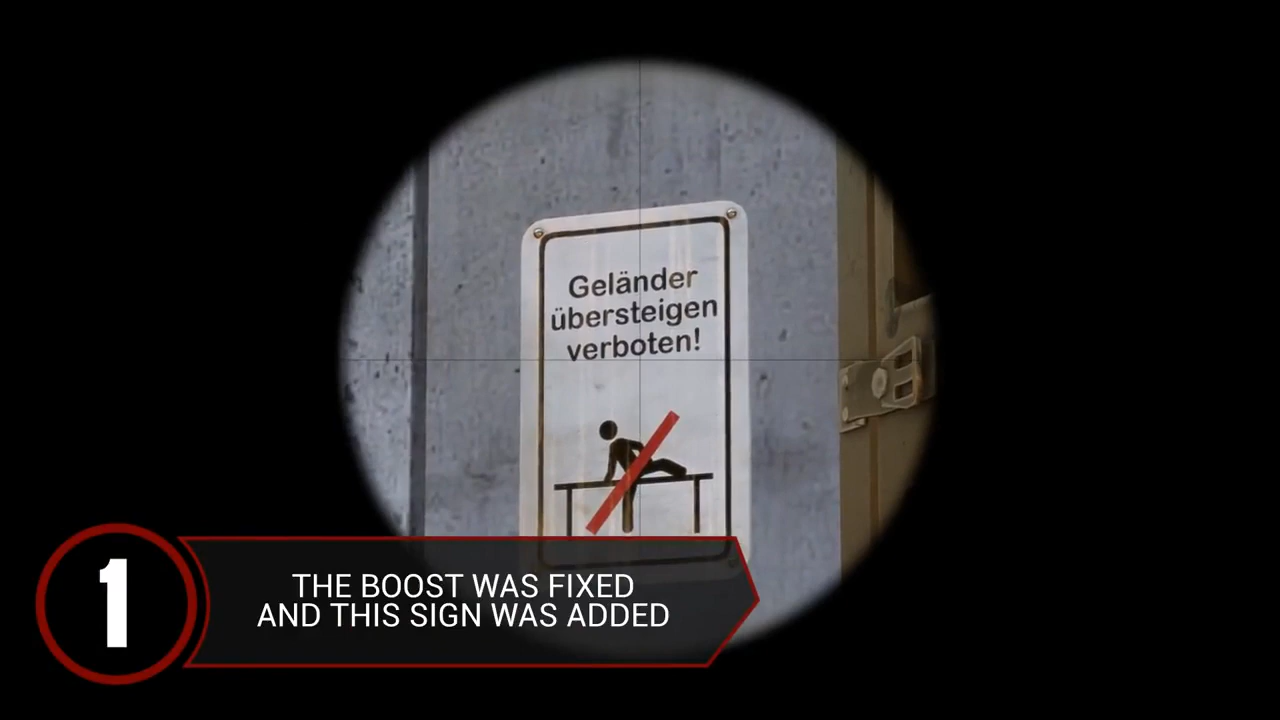 Geländer
übersteigen
verboten!
1
THE BOOST WAS FIXED
AND THIS SIGN WAS ADDED